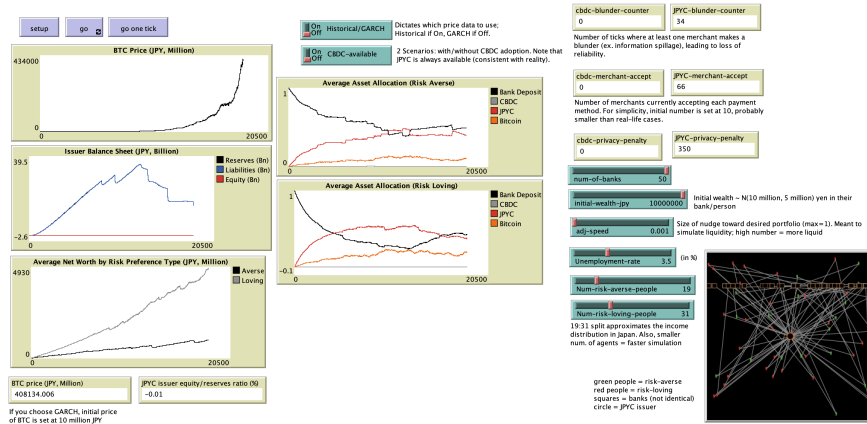 setup
go
go one tick
On
Off
Historical/GARCH
Dictates which price data to use;
Historical if On, GARCH if Off.
On
Off
CBDC-available
2 Scenarios: with/without CBDC adoption. Note that
JPYC is always available (consistent with reality).
BTC Price (JPY, Million)
434000
0
0
20500
Issuer Balance Sheet (JPY, Billion)
39.5
-2.6
0
20500
Reserves (Bn)
Liabilities (Bn)
Equity (Bn)
Average Net Worth by Risk Preference Type (JPY, Million)
4930
0
0
20500
Averse
Loving
BTC price (JPY, Million)
408134.006
JPYC issuer equity/reserves ratio (%)
-0.01
If you choose GARCH, initial price
of BTC is set at 10 million JPY
Average Asset Allocation (Risk Averse)
1
0
0
20500
Bank Deposit
CBDC
JPYC
Bitcoin
Average Asset Allocation (Risk Loving)
1
-0.1
0
20500
Bank Deposit
CBDC
JPYC
Bitcoin
cbdc-blunder-counter
0
JPYC-blunder-counter
34
Number of ticks where at least one merchant makes a
blunder (ex. information spillage), leading to loss of
reliability.
cbdc-merchant-accept
0
JPYC-merchant-accept
66
Number of merchants currently accepting each payment
method. For simplicity, initial number is set at 10, probably
smaller than real-life cases.
cbdc-privacy-penalty
0
JPYC-privacy-penalty
350
num-of-banks
50
initial-wealth-jpy
10000000
Initial wealth ~ N(10 million, 5 million) yen in their
bank/person
adj-speed
0.001
Size of nudge toward desired portfolio (max=1). Meant to
simulate liquidity; high number = more liquid
Unemployment-rate
3.5
(in %)
Num-risk-averse-people
19
Num-risk-loving-people
31
19:31 split approximates the income
distribution in Japan. Also, smaller
num. of agents = faster simulation
green people = risk-averse
red people = risk-loving
squares = banks (not identical)
circle = JPYC issuer